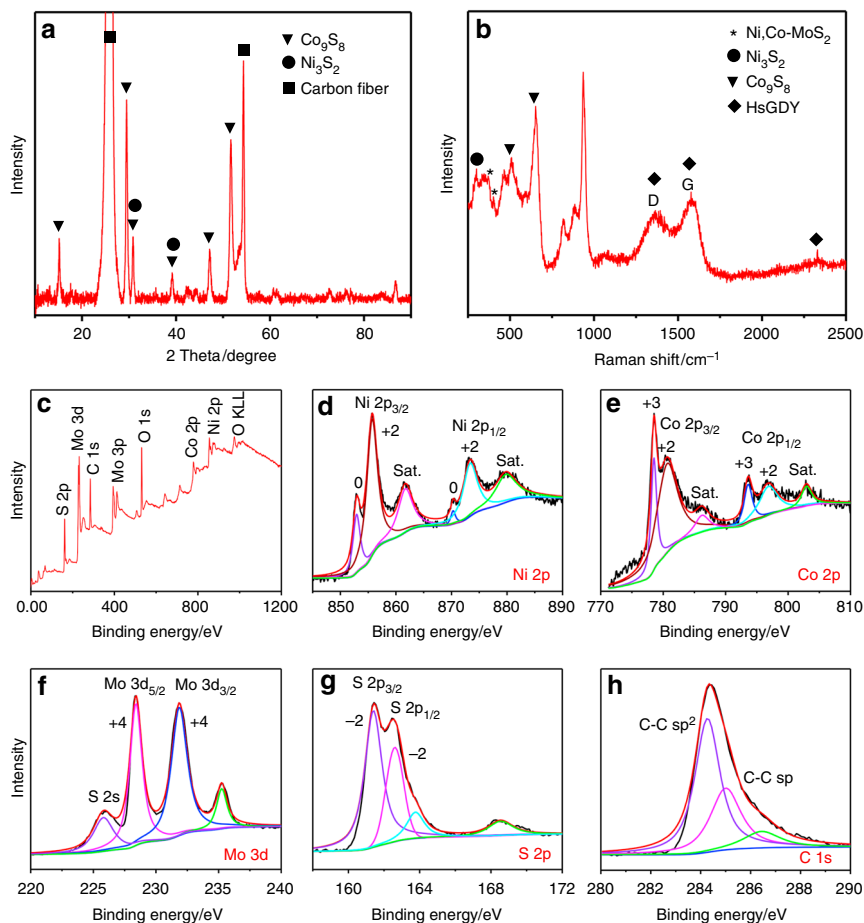 a
Co₉S₈
Ni₃S₂
Carbon fiber
Intensity
20 40 60 80
2 Theta/degree
b
Ni,Co-MoS₂
Ni₃S₂
Co₉S₈
HsGDY
D G
Intensity
500 1000 1500 2000 2500
Raman shift/cm⁻¹
c
S 2p
Mo 3d
C 1s
Mo 3p
O 1s
Co 2p
Ni 2p
O KLL
Intensity
0.00 400 800 1200
Binding energy/eV
d
Ni 2p₃/₂
0
+2
Sat.
Ni 2p₁/₂
0
+2
Sat.
Ni 2p
850 860 870 880 890
Binding energy/eV
e
+3
Co 2p₃/₂
+2
Sat.
Co 2p₁/₂
+3
+2
Sat.
Co 2p
770 780 790 800 810
Binding energy/eV
f
Mo 3d₅/₂
Mo 3d₃/₂
+4
+4
S 2s
Mo 3d
Intensity
220 225 230 235 240
Binding energy/eV
g
S 2p₃/₂
S 2p₁/₂
−2
−2
S 2p
160 164 168 172
Binding energy/eV
h
C-C sp²
C-C sp
C 1s
280 282 284 286 288 290
Binding energy/eV